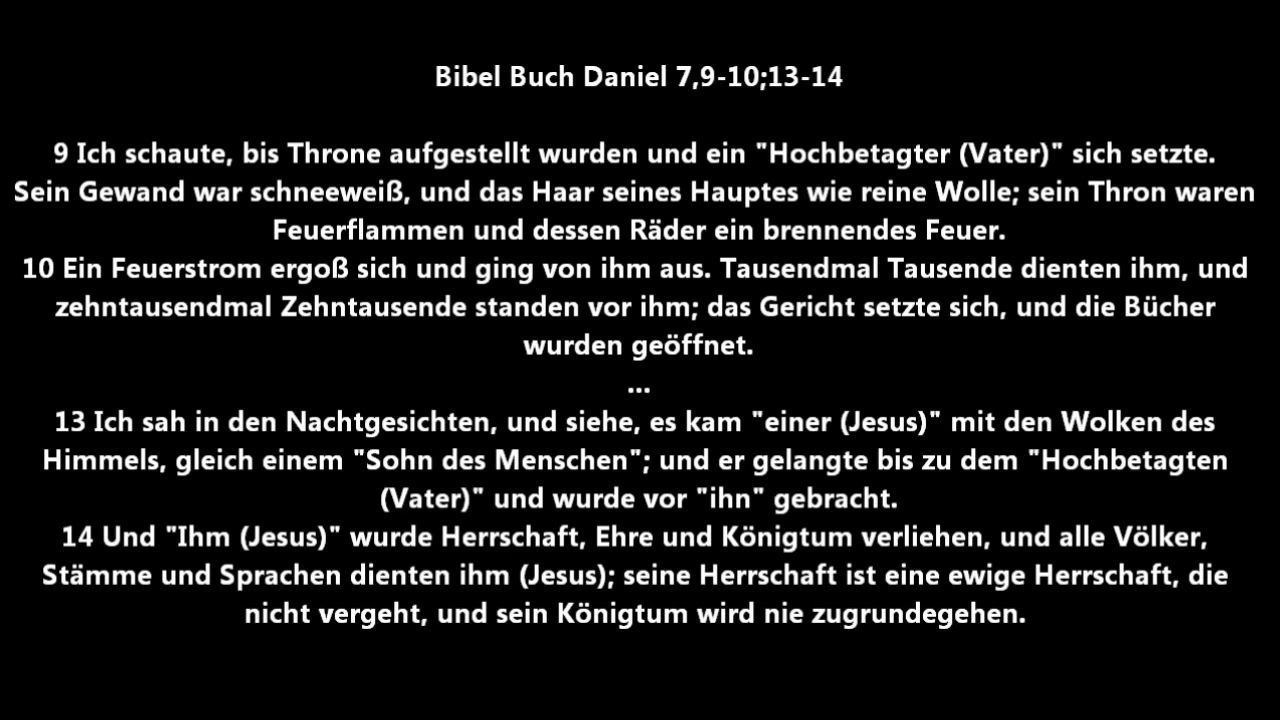 Bibel Buch Daniel 7,9-10;13-14
9 Ich schaute, bis Throne aufgestellt wurden und ein "Hochbetagter (Vater)" sich setzte.
Sein Gewand war schneeweiß, und das Haar seines Hauptes wie reine Wolle; sein Thron waren
Feuerflammen und dessen Räder ein brennendes Feuer.
10 Ein Feuerstrom ergoß sich und ging von ihm aus. Tausendmal Tausende dienten ihm, und
zehntausendmal Zehntausende standen vor ihm; das Gericht setzte sich, und die Bücher
wurden geöffnet.
...
13 Ich sah in den Nachtgesichten, und siehe, es kam "einer (Jesus)" mit den Wolken des
Himmels, gleich einem "Sohn des Menschen"; und er gelangte bis zu dem "Hochbetagten
(Vater)" und wurde vor "ihn" gebracht.
14 Und "Ihm (Jesus)" wurde Herrschaft, Ehre und Königtum verliehen, und alle Völker,
Stämme und Sprachen dienten ihm (Jesus); seine Herrschaft ist eine ewige Herrschaft, die
nicht vergeht, und sein Königtum wird nie zugrundegehen.